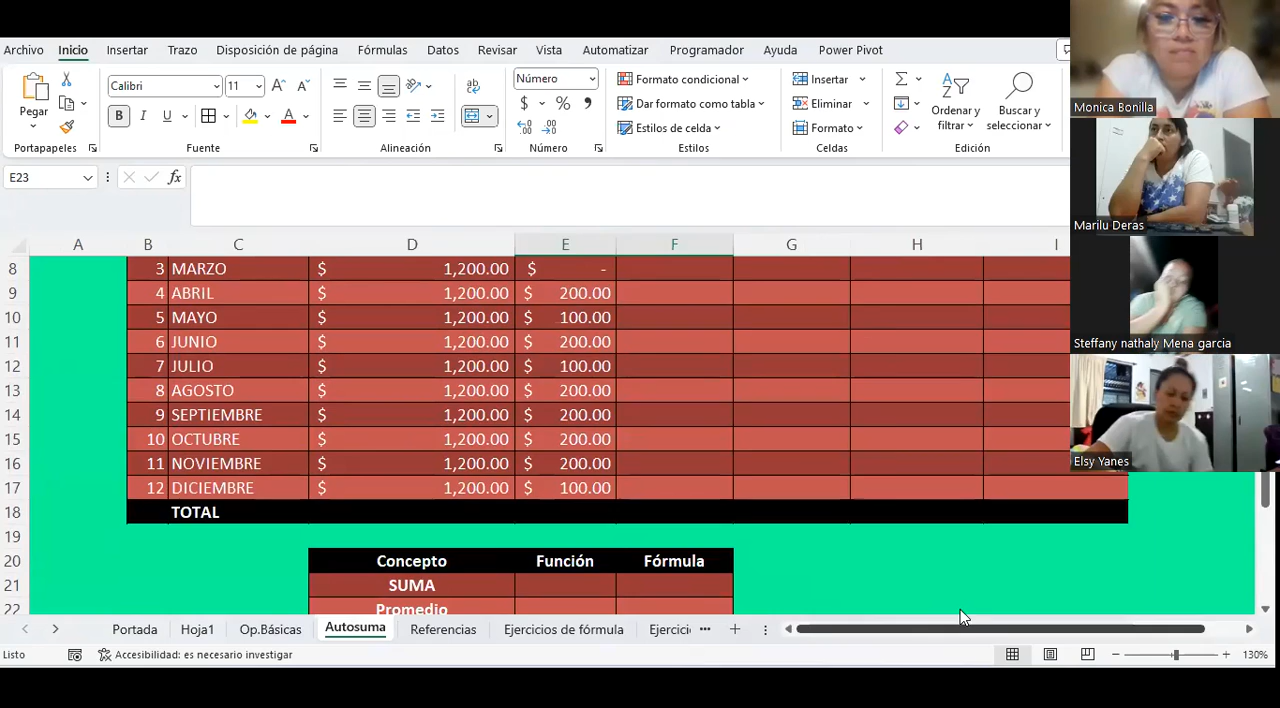 Archivo Inicio Insertar Trazo Disposición de página Fórmulas Datos Revisar Vista Automatizar Programador Ayuda Power Pivot
Pegar
Portapapeles
Calibri 11
N K S
Fuente
Alineación
Número
$ % 
Número
Formato condicional
Dar formato como tabla
Estilos de celda
Estilos
Insertar
Eliminar
Formato
Celdas
Ordenar y filtrar
Buscar y seleccionar
Edición
E23 fx
A B C D E F G H I
8 3 MARZO $ 1,200.00 $ -
9 4 ABRIL $ 1,200.00 $ 200.00
10 5 MAYO $ 1,200.00 $ 100.00
11 6 JUNIO $ 1,200.00 $ 200.00
12 7 JULIO $ 1,200.00 $ 100.00
13 8 AGOSTO $ 1,200.00 $ 200.00
14 9 SEPTIEMBRE $ 1,200.00 $ 200.00
15 10 OCTUBRE $ 1,200.00 $ 200.00
16 11 NOVIEMBRE $ 1,200.00 $ 200.00
17 12 DICIEMBRE $ 1,200.00 $ 100.00
18 TOTAL
19
20 Concepto Función Fórmula
21 SUMA
22 Promedio
Portada Hoja1 Op.Básicas Autosuma Referencias Ejercicios de fórmula Ejercici ...
Listo Accesibilidad: es necesario investigar 130%
Monica Bonilla
Marilu Deras
Steffany nathaly Mena garcia
Elsy Yanes